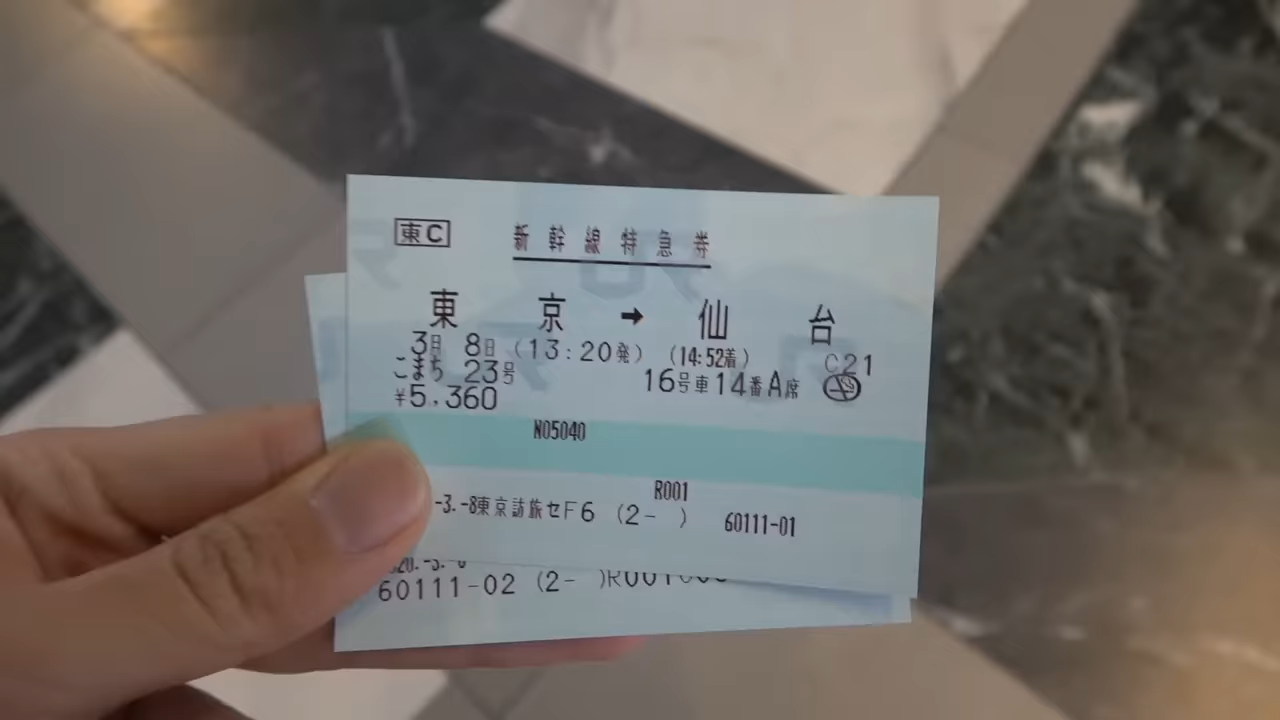 東C 新幹線特急券
東京 → 仙台
3月 8日 (13:20発) (14:52着) C21
こまち 23号 16号車14番A席
¥5,360
N05040
R001
-3.-8東京訪旅セF6 (2- ) 60111-01
60111-02 (2- )R001